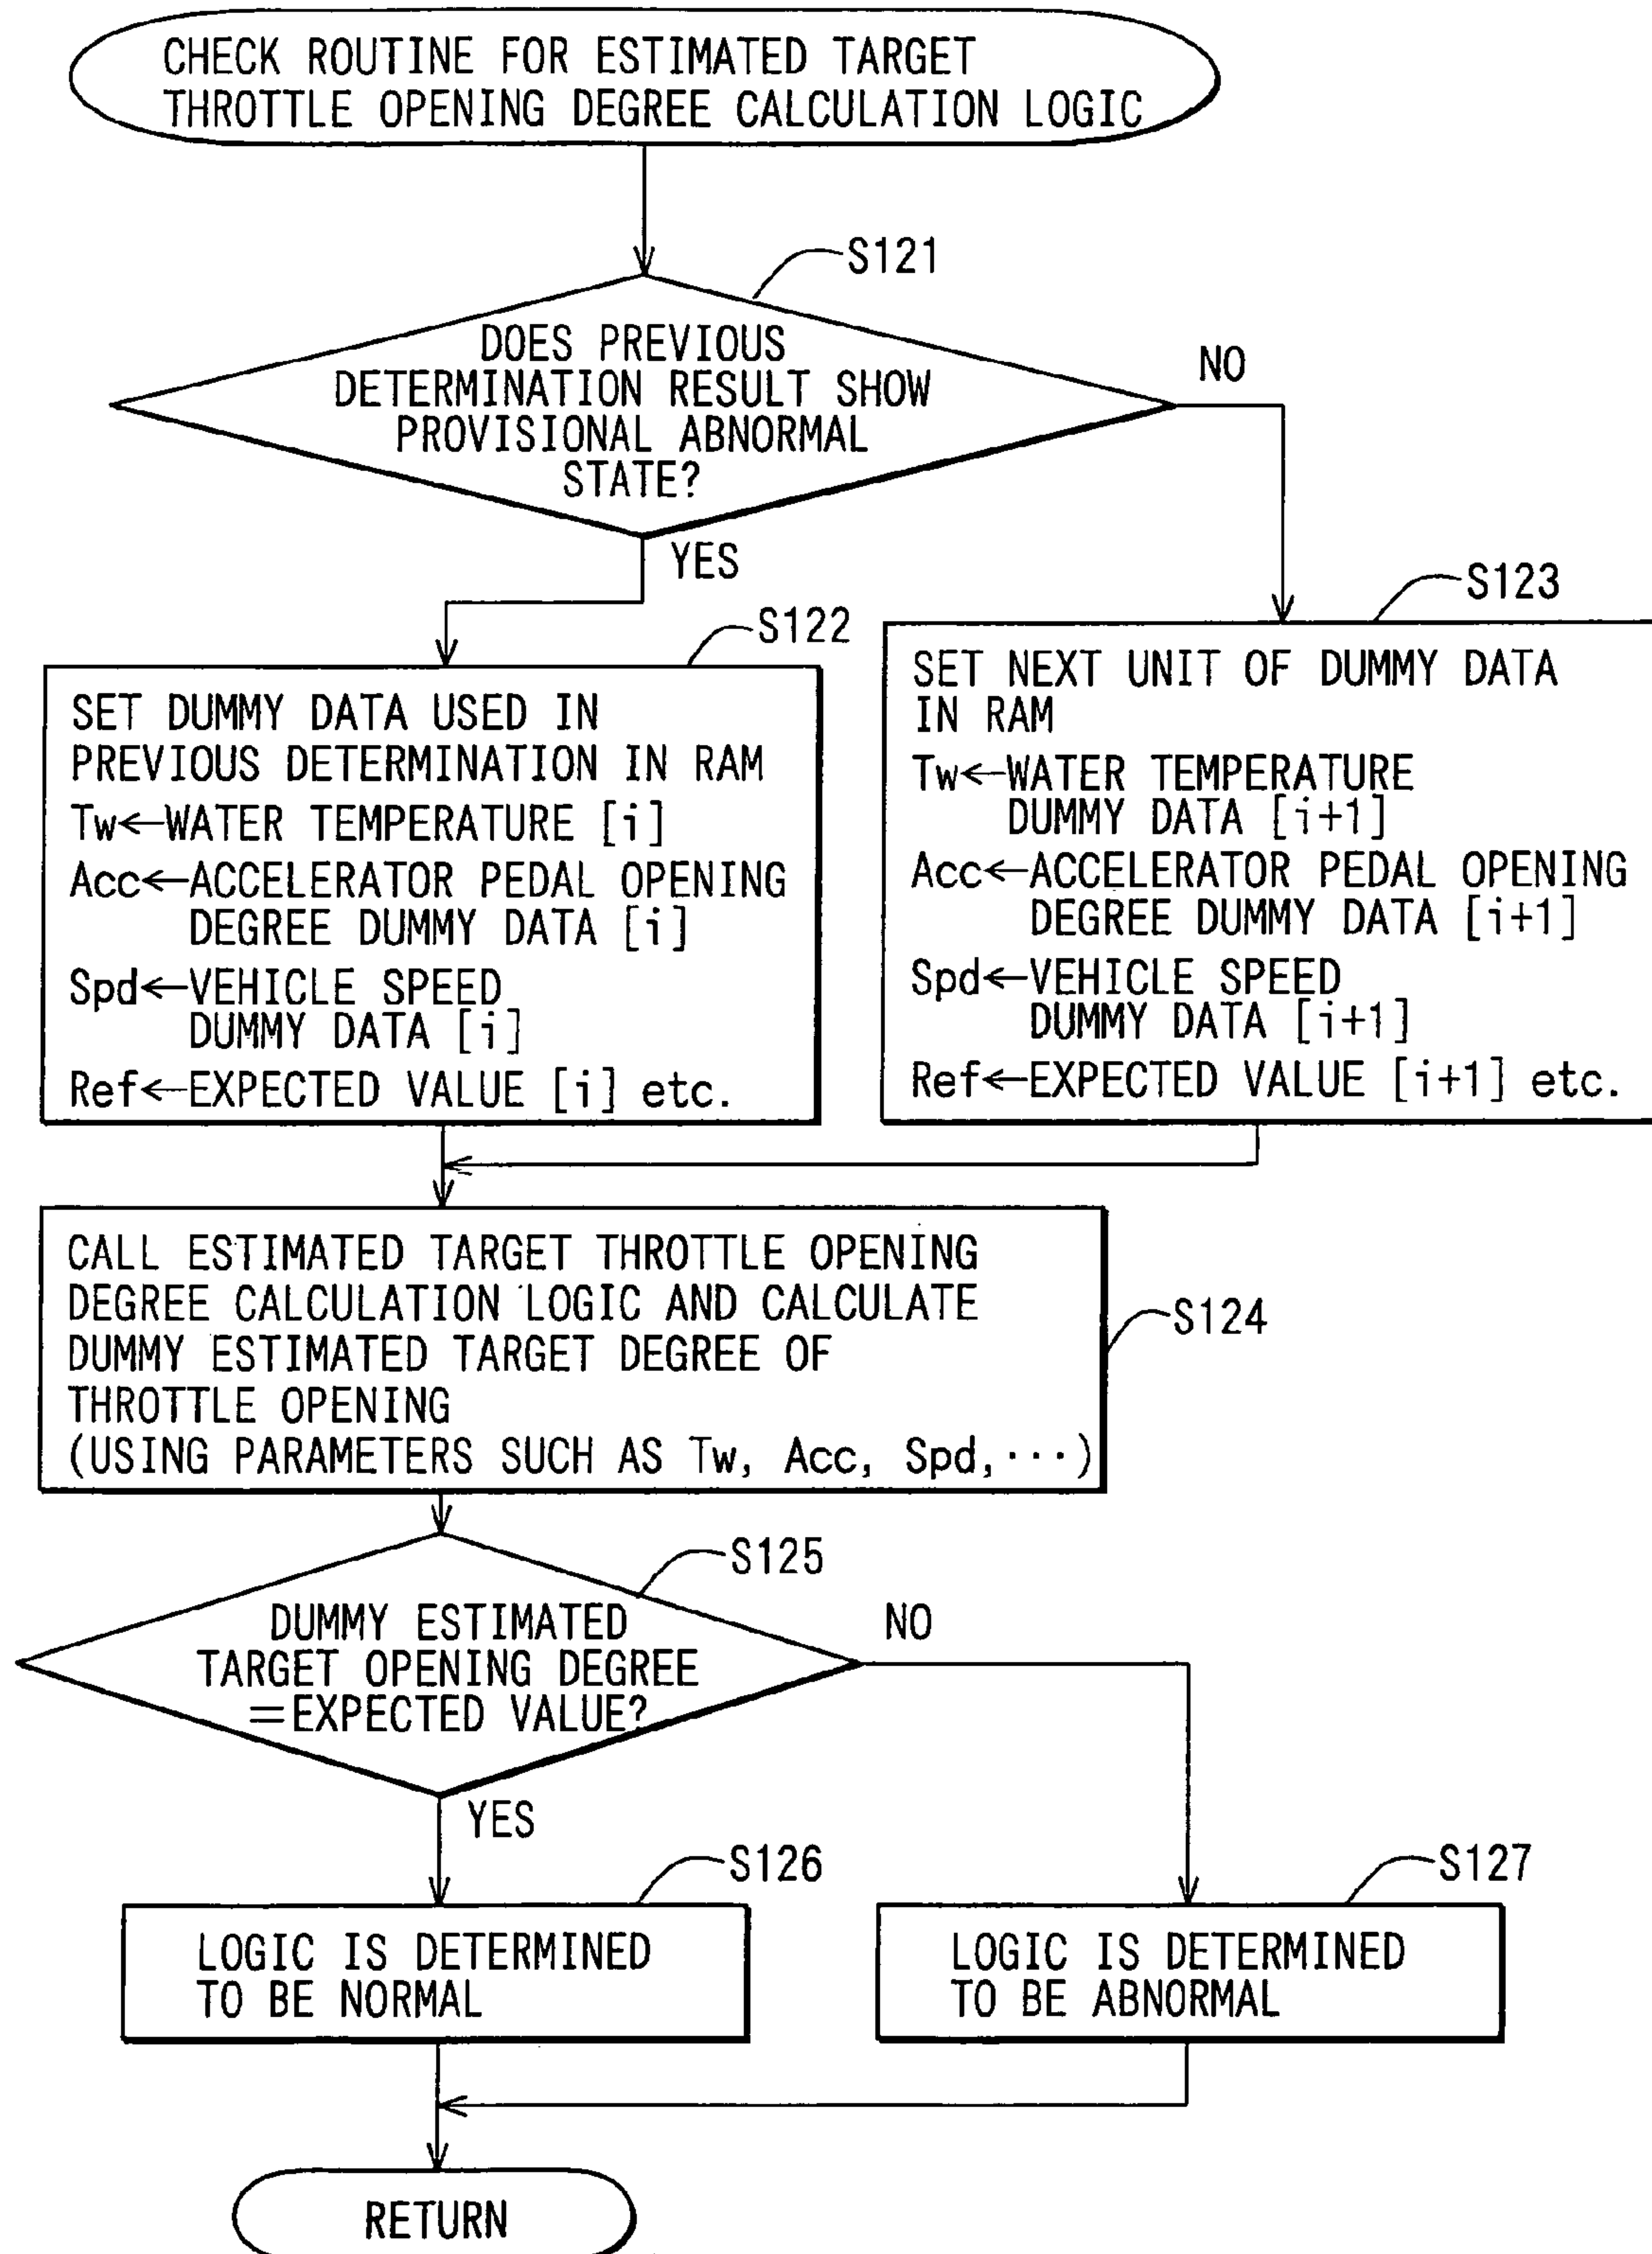 CHECK ROUTINE FOR ESTIMATED TARGET
THROTTLE OPENING DEGREE CALCULATION LOGIC
S121
DOES PREVIOUS
DETERMINATION RESULT SHOW
PROVISIONAL ABNORMAL
STATE?
NO
YES
S122
SET DUMMY DATA USED IN
PREVIOUS DETERMINATION IN RAM
Tw←WATER TEMPERATURE [i]
Acc←ACCELERATOR PEDAL OPENING
DEGREE DUMMY DATA [i]
Spd←VEHICLE SPEED
DUMMY DATA [i]
Ref←EXPECTED VALUE [i] etc.
S123
SET NEXT UNIT OF DUMMY DATA
IN RAM
Tw←WATER TEMPERATURE
DUMMY DATA [i+1]
Acc←ACCELERATOR PEDAL OPENING
DEGREE DUMMY DATA [i+1]
Spd←VEHICLE SPEED
DUMMY DATA [i+1]
Ref←EXPECTED VALUE [i+1] etc.
CALL ESTIMATED TARGET THROTTLE OPENING
DEGREE CALCULATION LOGIC AND CALCULATE
DUMMY ESTIMATED TARGET DEGREE OF
THROTTLE OPENING
(USING PARAMETERS SUCH AS Tw, Acc, Spd,···)
S124
S125
DUMMY ESTIMATED
TARGET OPENING DEGREE
=EXPECTED VALUE?
NO
YES
S126
LOGIC IS DETERMINED
TO BE NORMAL
S127
LOGIC IS DETERMINED
TO BE ABNORMAL
RETURN